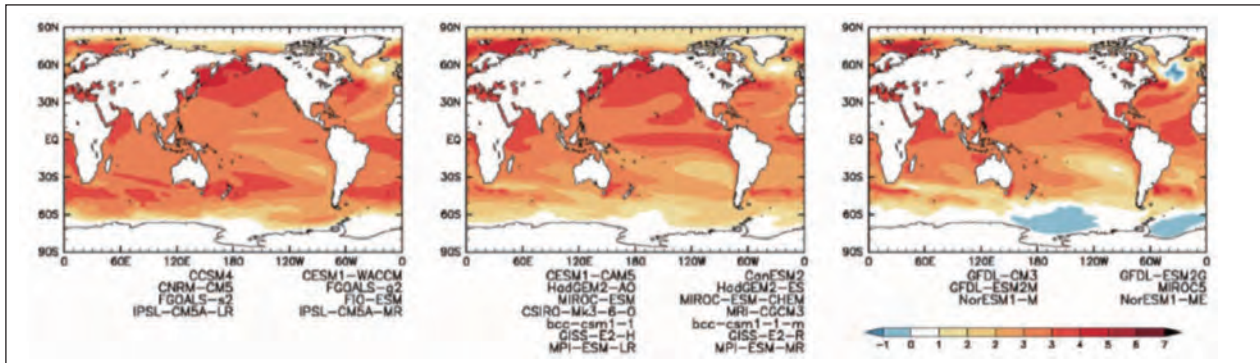 90N
60N
30N
EQ
30S
60S
90S
0 60E 120E 180 120W 60W 0
CCSM4 CESM1-WACCM
CNRM-CM5 FGOALS-g2
FGOALS-s2 FIO-ESM
IPSL-CM5A-LR IPSL-CM5A-MR
90N
60N
30N
EQ
30S
60S
90S
0 60E 120E 180 120W 60W 0
CESM1-CAM5 CanESM2
HadGEM2-AO HadGEM2-ES
MIROC-ESM MIROC-ESM-CHEM
CSIRO-Mk3-6-0 MRI-CGCM3
bcc-csm1-1 bcc-csm1-1-m
GISS-E2-H GISS-E2-R
MPI-ESM-LR MPI-ESM-MR
90N
60N
30N
EQ
30S
60S
90S
0 60E 120E 180 120W 60W 0
GFDL-CM3 GFDL-ESM2G
GFDL-ESM2M MIROC5
NorESM1-M NorESM1-ME
-1 0 1 2 3 4 5 6 7